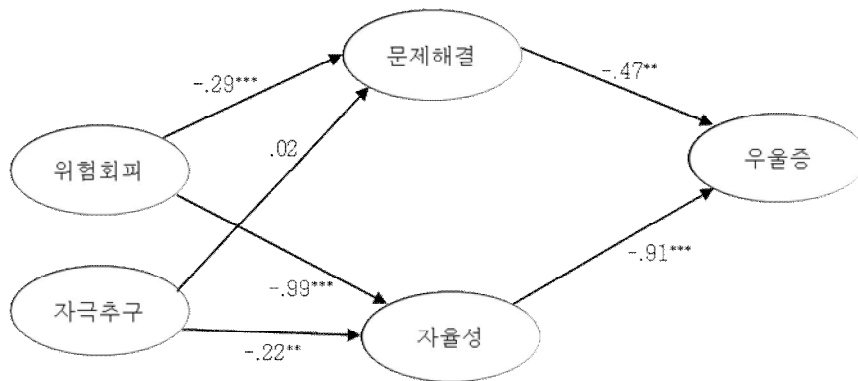 문제해결
-.29***
-.47**
.02
위험회피
우울증
-.99***
-.91***
자극추구
자율성
-.22**